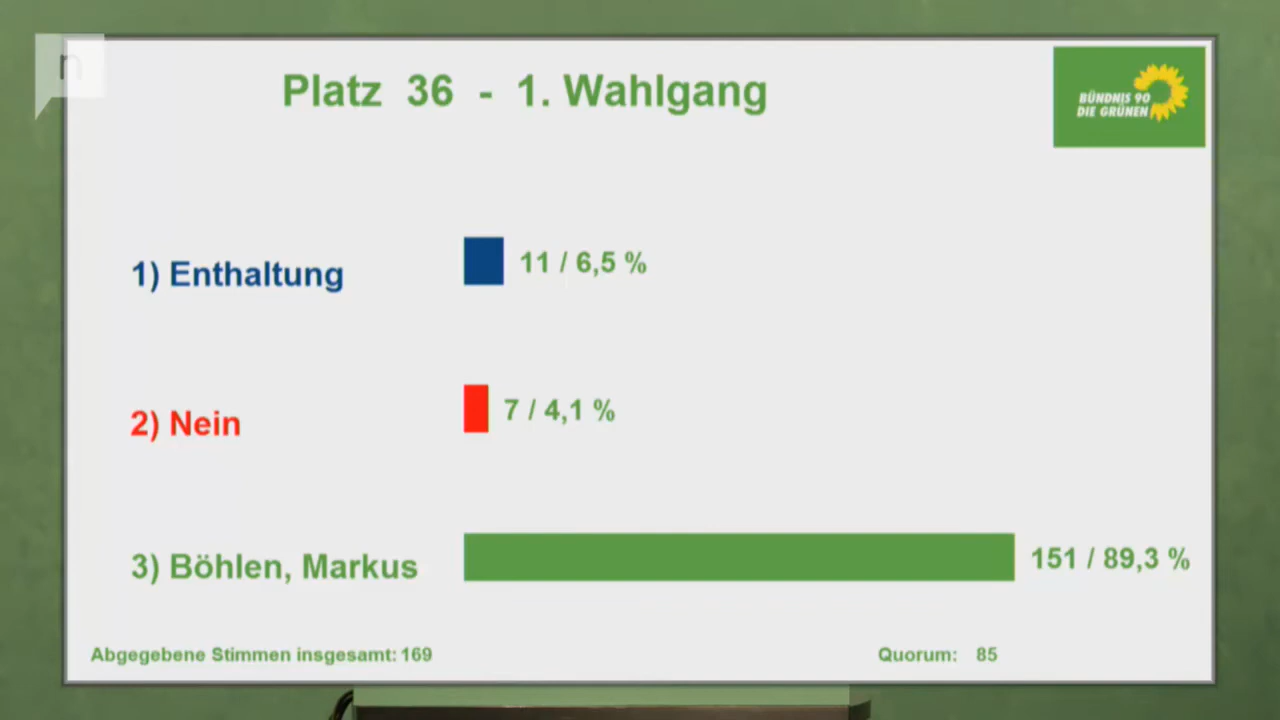 n
Platz 36 - 1. Wahlgang
BÜNDNIS 90
DIE GRÜNEN
1) Enthaltung 11 / 6,5 %
2) Nein 7 / 4,1 %
3) Böhlen, Markus 151 / 89,3 %
Abgegebene Stimmen insgesamt: 169 Quorum: 85